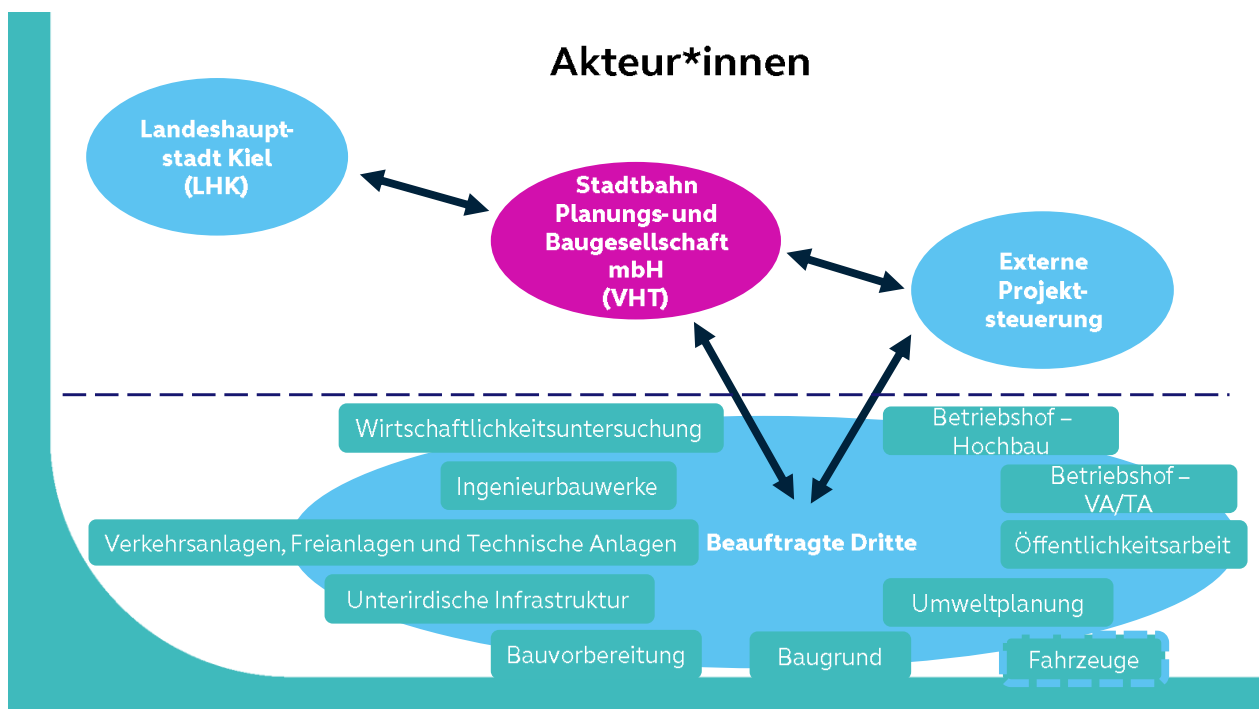 Akteur*innen
Landeshaupt-
stadt Kiel
(LHK)
Stadtbahn
Planungs- und
Baugesellschaft
mbH
(VHT)
Externe
Projekt-
steuerung
Wirtschaftlichkeitsuntersuchung
Betriebshof –
Hochbau
Ingenieurbauwerke
Betriebshof –
VA/TA
Verkehrsanlagen, Freianlagen und Technische Anlagen
Beauftragte Dritte
Öffentlichkeitsarbeit
Unterirdische Infrastruktur
Umweltplanung
Bauvorbereitung
Baugrund
Fahrzeuge